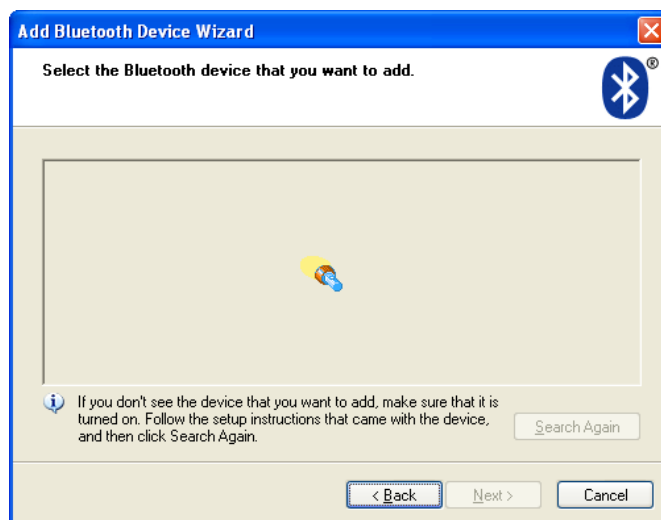 Add Bluetooth Device Wizard
Select the Bluetooth device that you want to add.
®
If you don't see the device that you want to add, make sure that it is
turned on. Follow the setup instructions that came with the device,
and then click Search Again.
Search Again
< Back
Next >
Cancel